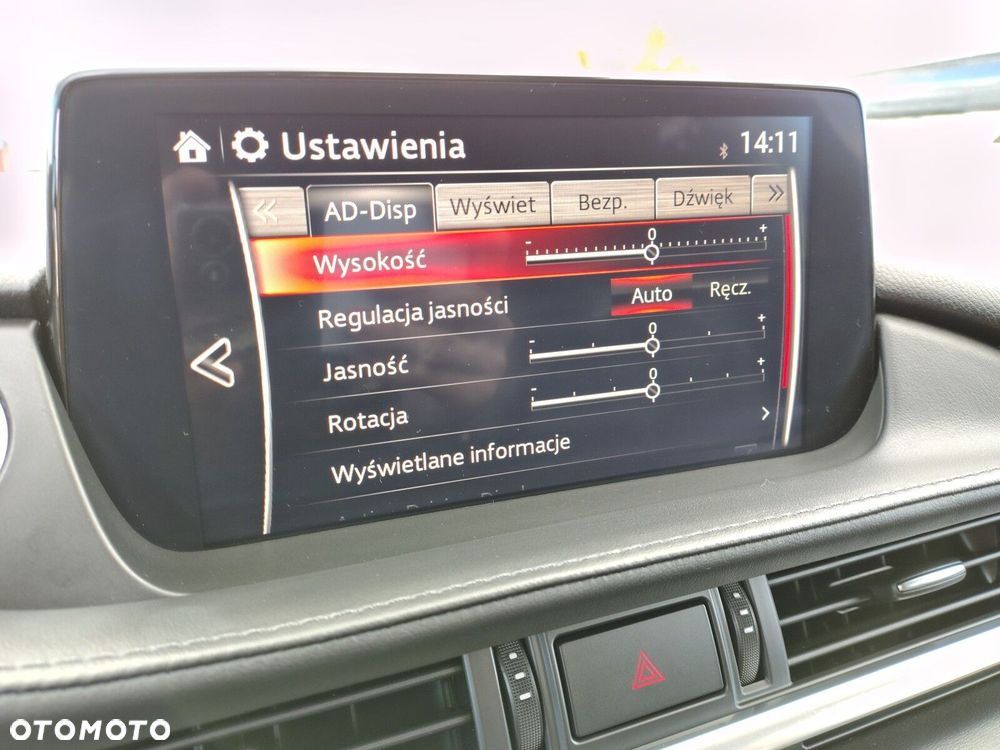 Ustawienia 14:11
AD-Disp Wyświet Bezp. Dźwięk
Wysokość - 0 +
Regulacja jasności Auto Ręcz.
Jasność - 0 +
Rotacja - 0 +
Wyświetlane informacje
OTOMOTO